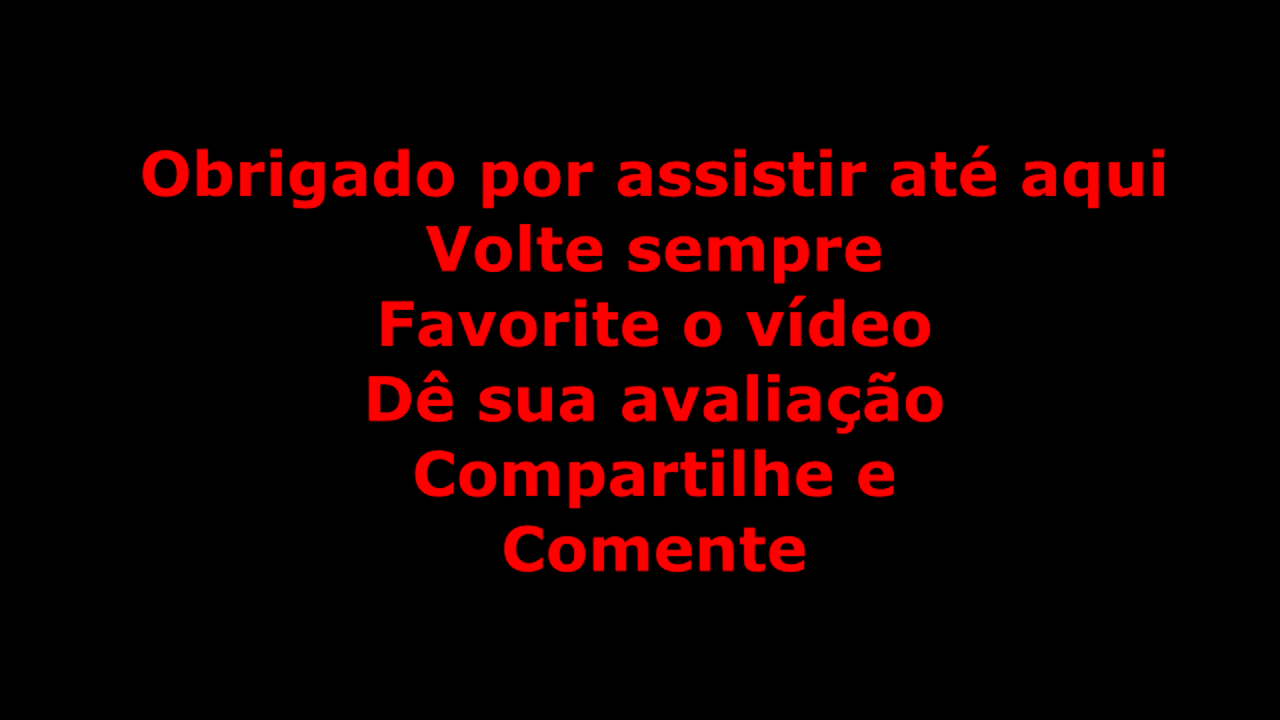 Obrigado por assistir até aqui
Volte sempre
Favorite o vídeo
Dê sua avaliação
Compartilhe e
Comente